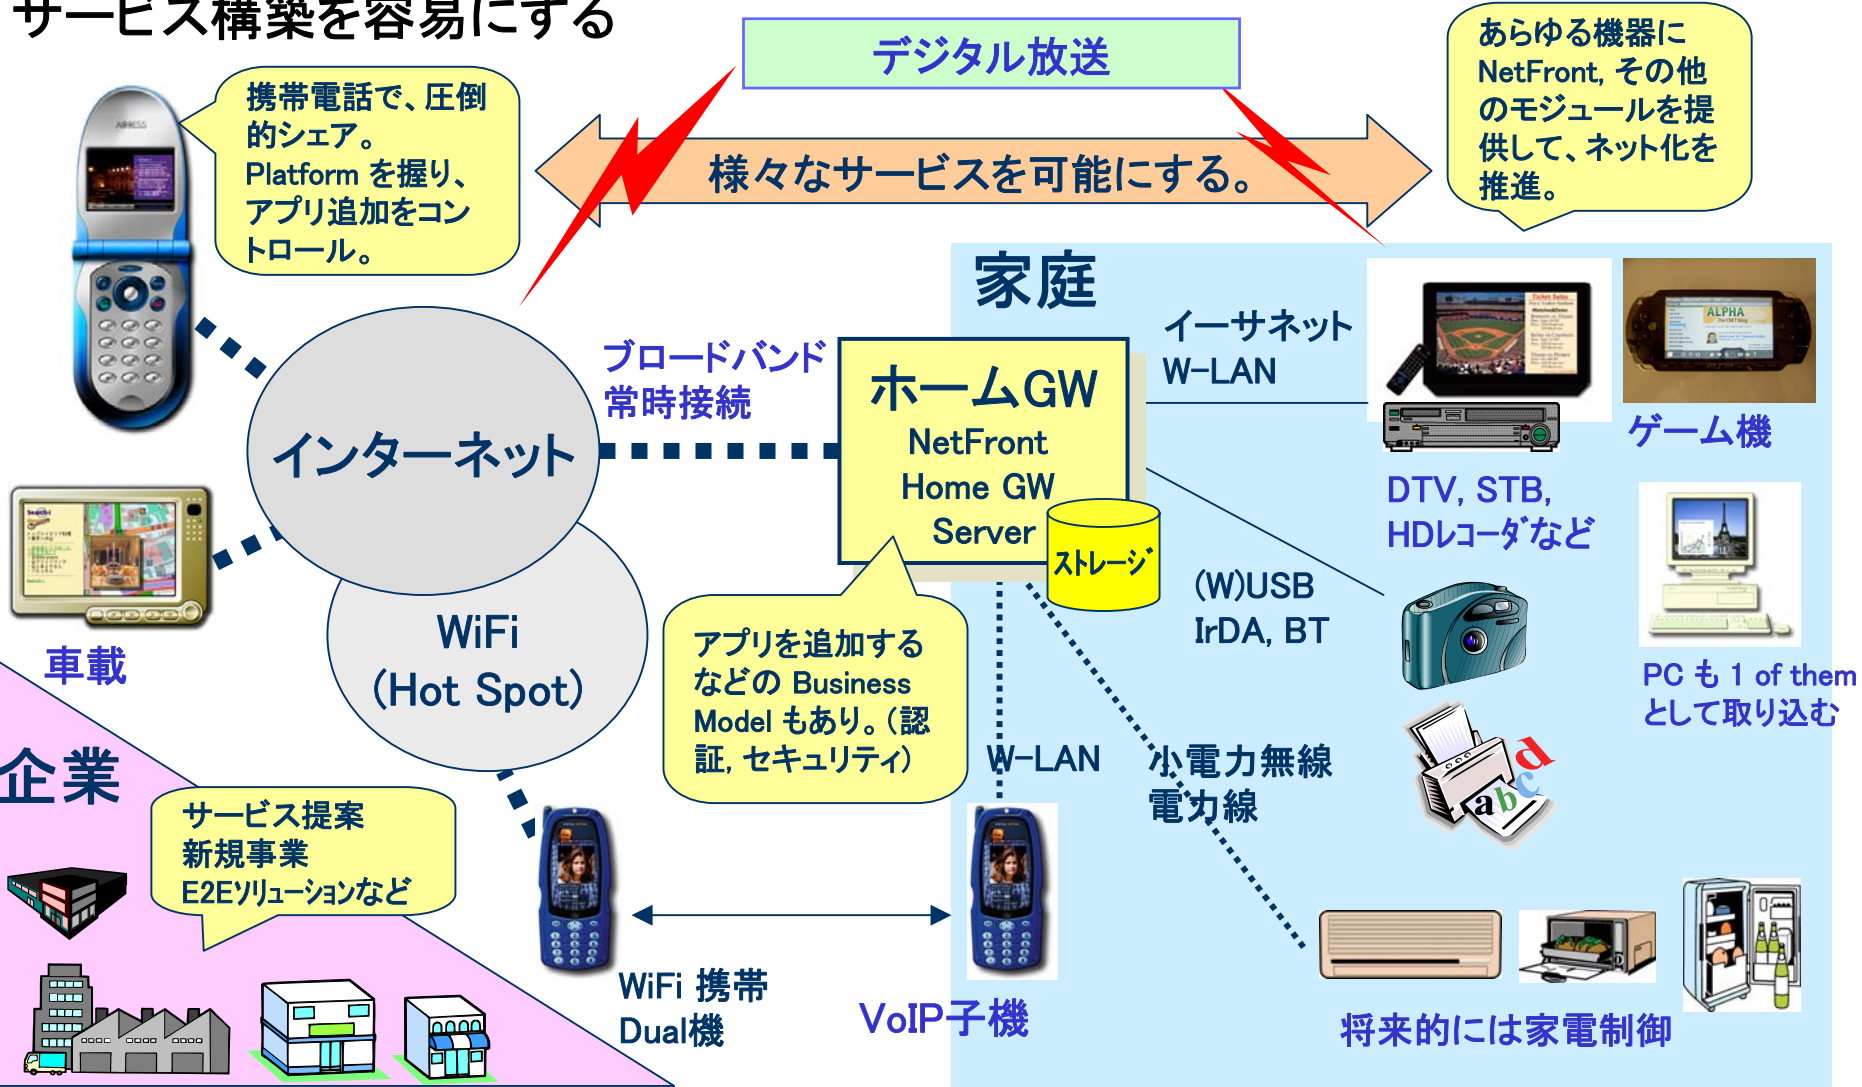 サービス構築を容易にする
デジタル放送
あらゆる機器に
NetFront, その他
のモジュールを提
供して、ネット化を
推進。
携帯電話で、圧倒
的シェア。
Platform を握り、
アプリ追加をコン
トロール。
様々なサービスを可能にする。
家庭
イーサネット
W-LAN
ブロードバンド
常時接続
ホームGW
NetFront
Home GW
Server
ストレージ
インターネット
ALPHA
Ticket Sales
ゲーム機
DTV, STB,
HDレコーダなど
(W)USB
IrDA, BT
WiFi
(Hot Spot)
車載
アプリを追加する
などの Business
Model もあり。(認
証, セキュリティ)
PC も 1 of them
として取り込む
W-LAN
小電力無線
電力線
abcd
企業
サービス提案
新規事業
E2Eソリューションなど
WiFi 携帯
Dual機
VoIP子機
将来的には家電制御